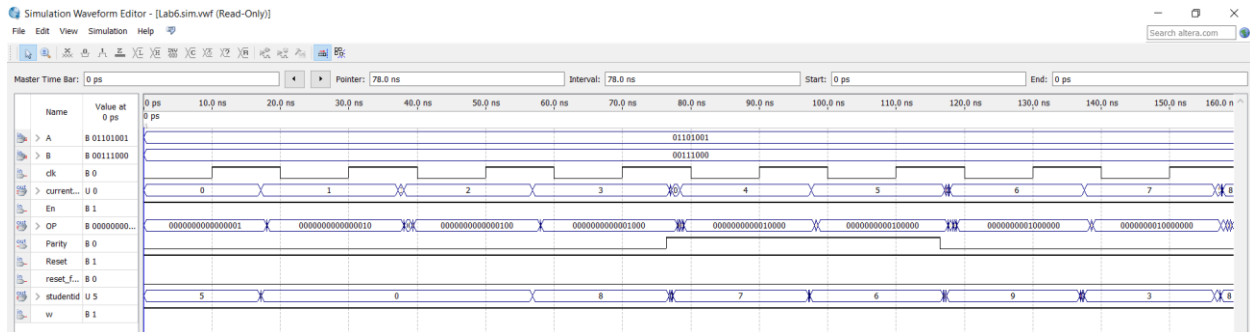 Simulation Waveform Editor - [Lab6.sim.vwf (Read-Only)]
File Edit View Simulation Help
Search altera.com
Master Time Bar: 0 ps Pointer: 78.0 ns Interval: 78.0 ns Start: 0 ps End: 0 ps
Name Value at 0 ps 0 ps 10.0 ns 20.0 ns 30.0 ns 40.0 ns 50.0 ns 60.0 ns 70.0 ns 80.0 ns 90.0 ns 100.0 ns 110.0 ns 120.0 ns 130.0 ns 140.0 ns 150.0 ns 160.0 n
0 ps
A B 01101001 01101001
B B 00111000 00111000
clk B 0
current... U 0 0 1 2 3 4 5 6 7 8
En B 1
OP B 00000000... 0000000000000001 0000000000000010 0000000000000100 0000000000001000 0000000000010000 0000000000100000 0000000001000000 0000000010000000
Parity B 0
Reset B 1
reset_f... B 0
studentid U 5 5 0 8 7 6 9 3 8
w B 1